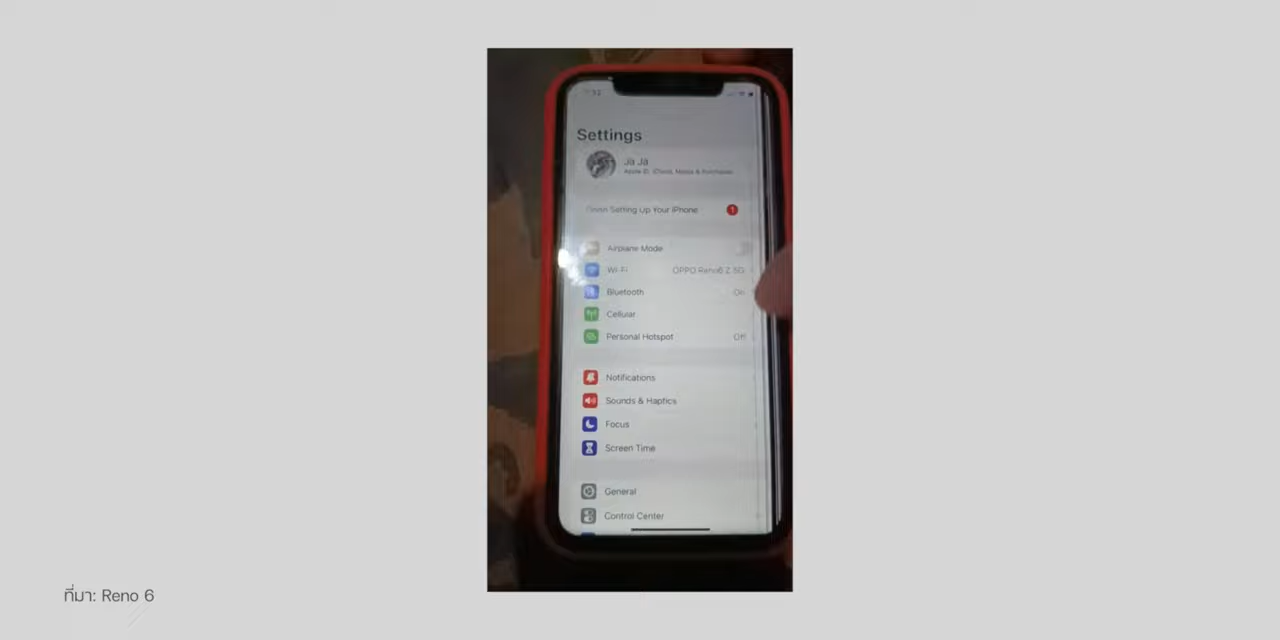 Settings
Ja Ja
Apple ID, iCloud, Media & Purchases
Finish Setting Up Your iPhone
1
Airplane Mode
Wi-Fi OPPO Reno6 Z 5G
Bluetooth On
Cellular
Personal Hotspot Off
Notifications
Sounds & Haptics
Focus
Screen Time
General
Control Center
ที่มา: Reno 6